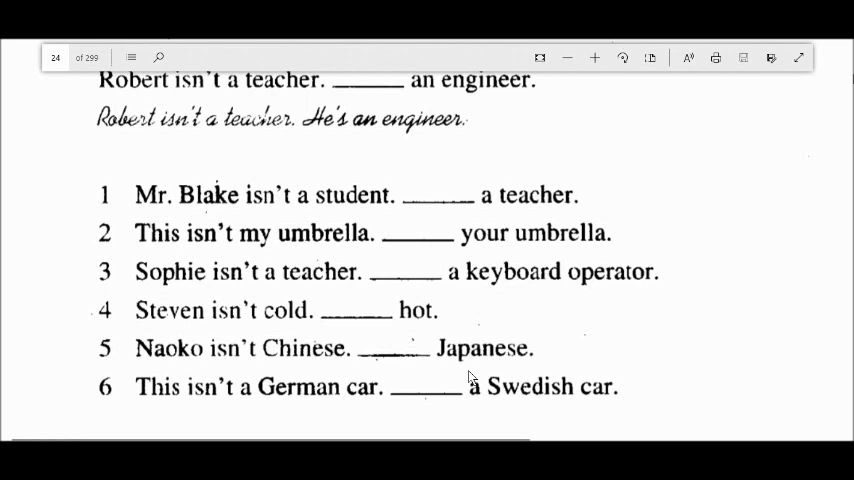 24 of 299
Robert isn't a teacher. ______ an engineer.
Robert isn't a teacher. He's an engineer.
1 Mr. Blake isn't a student. ______ a teacher.
2 This isn't my umbrella. ______ your umbrella.
3 Sophie isn't a teacher. ______ a keyboard operator.
4 Steven isn't cold. ______ hot.
5 Naoko isn't Chinese. ______ Japanese.
6 This isn't a German car. ______ a Swedish car.